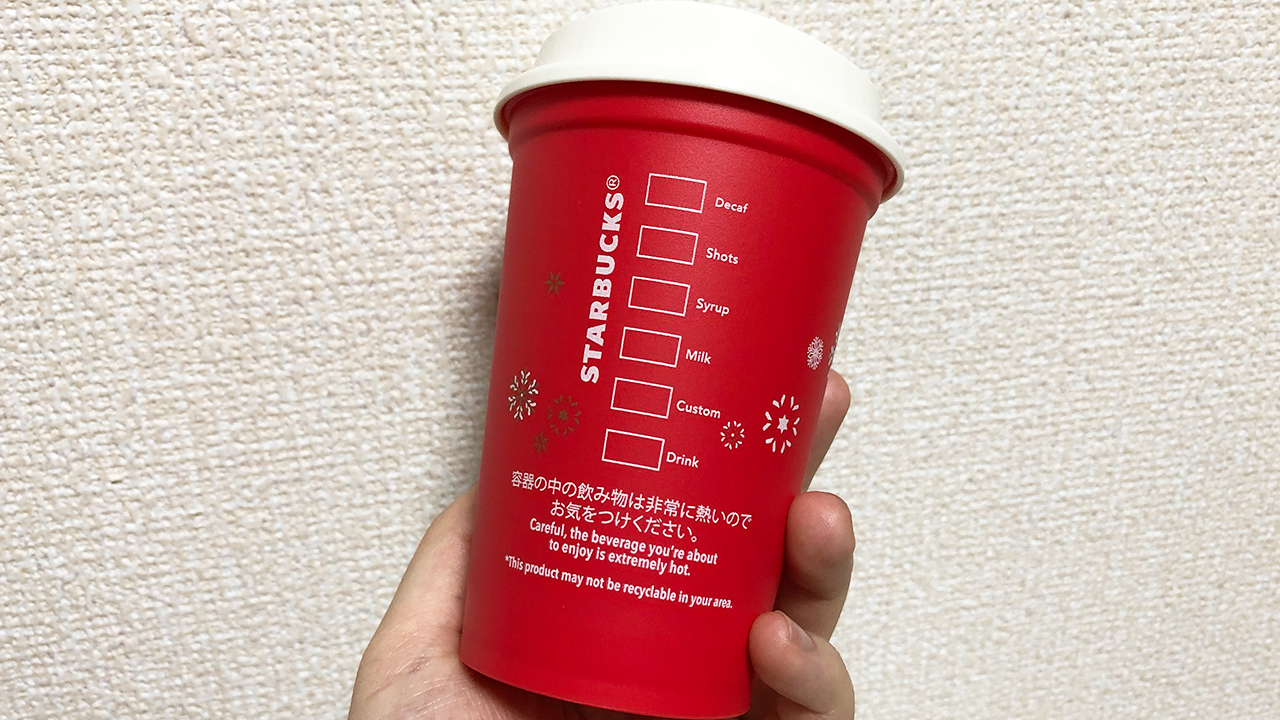 STARBUCKS®
Decaf
Shots
Syrup
Milk
Custom
Drink
容器の中の飲み物は非常に熱いので
お気をつけください。
Careful, the beverage you're about
to enjoy is extremely hot.
*This product may not be recyclable in your area.